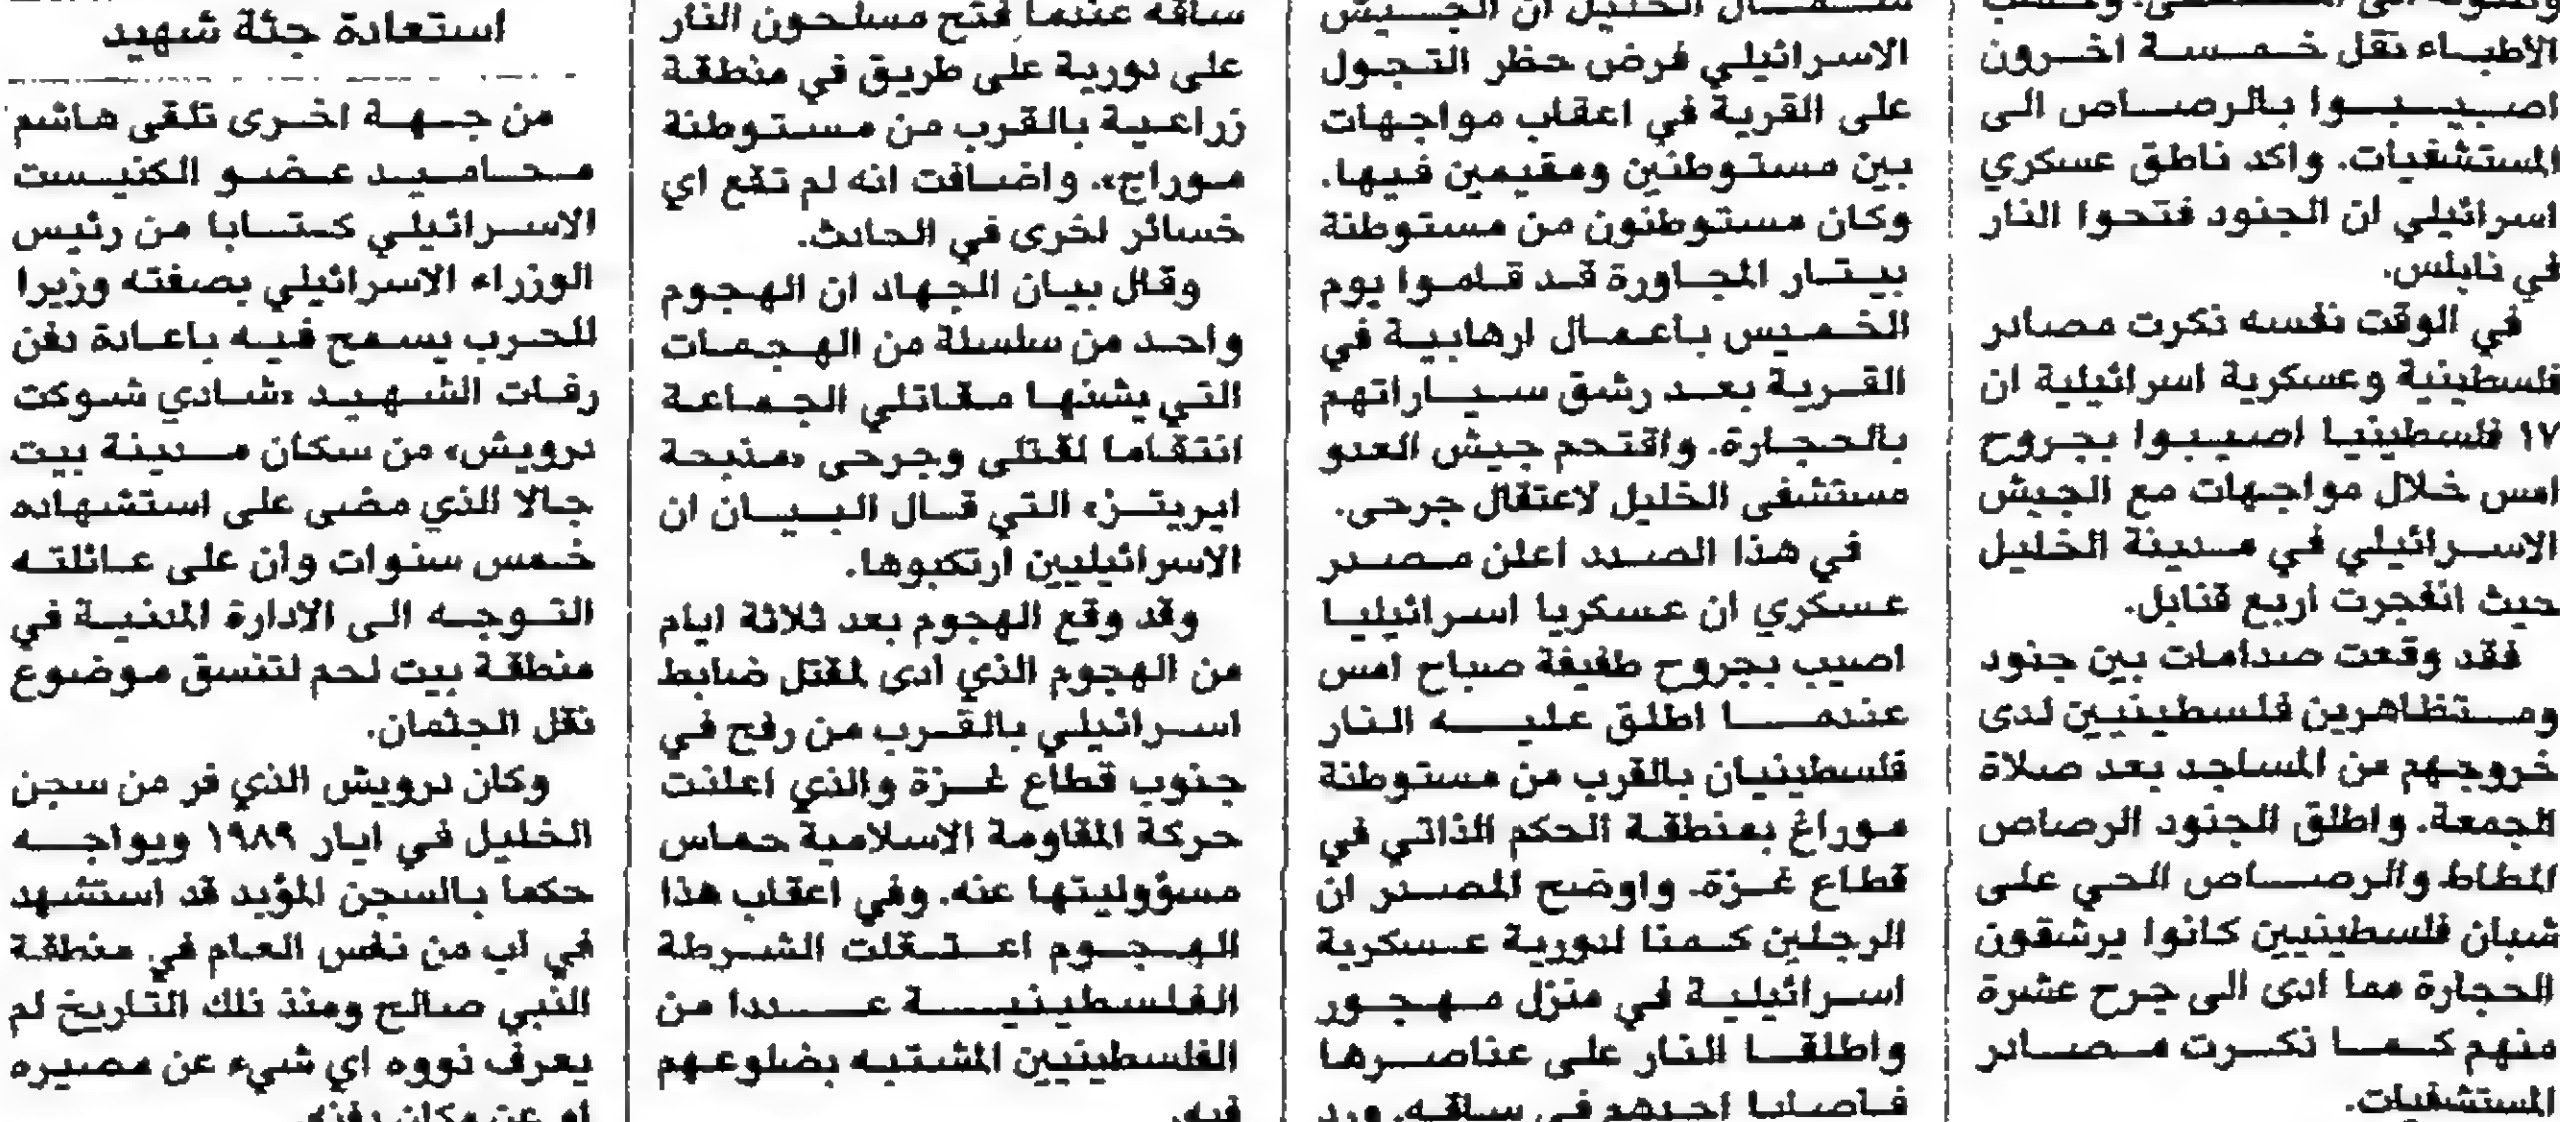 الاطباء نقل خمسة اخرون
اصيبوا بالرصاص الى
المستشفيات. واكد ناطق عسكري
اسرائيلي ان الجنود فتحوا النار
في نابلس.
في الوقت نفسه ذكرت مصادر
فلسطينية وعسكرية اسرائيلية ان
١٧ فلسطينيا اصيبوا بجروح
امس خلال مواجهات مع الجيش
الاسرائيلي في مدينة الخليل
حيث انفجرت اربع قنابل.
فقد وقعت صدامات بين جنود
ومتظاهرين فلسطينيين لدى
خروجهم من المساجد بعد صلاة
الجمعة. واطلق الجنود الرصاص
المطاط والرصاص الحي على
شبان فلسطينيين كانوا يرشقون
الحجارة مما ادى الى جرح عشرة
منهم كما ذكرت مصادر
المستشفيات.
شمال الخليل ان الجيش
الاسرائيلي فرض حظر التجول
على القرية في اعقاب مواجهات
بين مستوطنين ومقيمين فيها.
وكان مستوطنون من مستوطنة
بيتار المجاورة قد قاموا يوم
الخميس باعمال ارهابية في
القرية بعد رشق سياراتهم
بالحجارة. واقتحم جيش العدو
مستشفى الخليل لاعتقال جرحى.
في هذا الصدد اعلن مصدر
عسكري ان عسكريا اسرائيليا
اصيب بجروح طفيفة صباح امس
عندما اطلق عليه النار
فلسطينيان بالقرب من مستوطنة
موراغ بمنطقة الحكم الذاتي في
قطاع غزة. واوضح المصدر ان
الرجلين كمنا لدورية عسكرية
اسرائيلية في منزل مهجور
واطلقا النار على عناصرها
فاصابا احدهم في ساقه. ورد
ساقه عندما فتح مسلحون النار
على دورية على طريق في منطقة
زراعية بالقرب من مستوطنة
موراج». واضافت انه لم تقع اي
خسائر اخرى في الحادث.
وقال بيان الجهاد ان الهجوم
واحد من سلسلة من الهجمات
التي يشنها مقاتلي الجماعة
انتقاما لقتلى وجرحى «مذبحة
ايريتز» التي قال البيان ان
الاسرائيليين ارتكبوها.
وقد وقع الهجوم بعد ثلاثة ايام
من الهجوم الذي ادى لمقتل ضابط
اسرائيلي بالقرب من رفح في
جنوب قطاع غزة والذي اعلنت
حركة المقاومة الاسلامية حماس
مسؤوليتها عنه. وفي اعقاب هذا
الهجوم اعتقلت الشرطة
الفلسطينية عددا من
الفلسطينيين المشتبه بضلوعهم
فيه.
استعادة جثة شهيد
من جهة اخرى تلقى هاشم
محاميد عضو الكنيست
الاسرائيلي كتابا من رئيس
الوزراء الاسرائيلي بصفته وزيرا
للحرب يسمح فيه باعادة دفن
رفات الشهيد «شادي شوكت
درويش» من سكان مدينة بيت
جالا الذي مضى على استشهاده
خمس سنوات وان على عائلته
التوجه الى الادارة المدنية في
منطقة بيت لحم لتنسق موضوع
نقل الجثمان.
وكان درويش الذي فر من سجن
الخليل في ايار ١٩٨٩ ويواجه
حكما بالسجن المؤبد قد استشهد
في اب من نفس العام في منطقة
النبي صالح ومنذ ذلك التاريخ لم
يعرف ذووه اي شيء عن مصيره
او عن مكان دفنه.